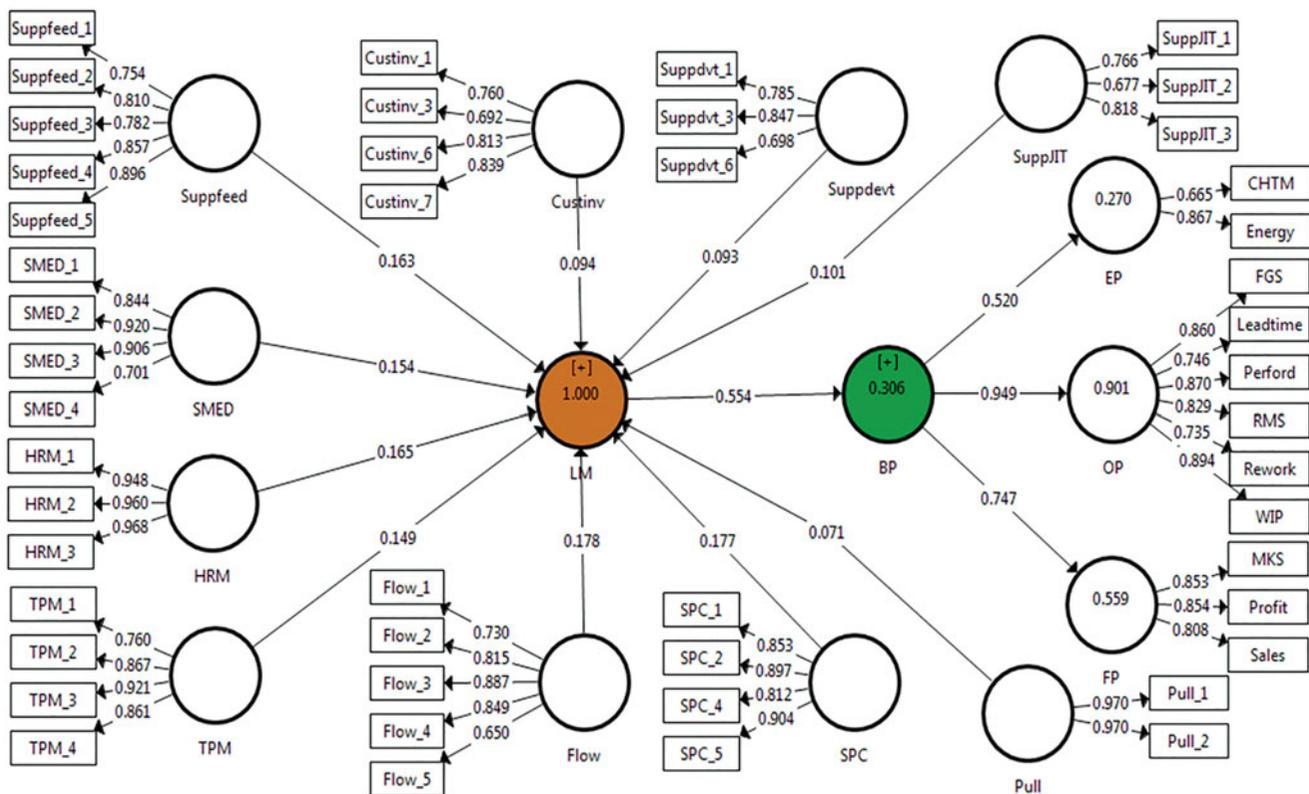 Suppfeed_1
Suppfeed_2
Suppfeed_3
Suppfeed_4
Suppfeed_5
0.754
0.810
0.782
0.857
0.896
Suppfeed
Custinv_1
Custinv_3
Custinv_6
Custinv_7
0.760
0.692
0.813
0.839
Custinv
Suppdvt_1
Suppdvt_3
Suppdvt_6
0.785
0.847
0.698
Suppdevt
SuppJIT_1
SuppJIT_2
SuppJIT_3
0.766
0.677
0.818
SuppJIT
0.163
0.094
0.093
0.101
SMED_1
SMED_2
SMED_3
SMED_4
0.844
0.920
0.906
0.701
SMED
0.154
HRM_1
HRM_2
HRM_3
0.948
0.960
0.968
HRM
0.165
TPM_1
TPM_2
TPM_3
TPM_4
0.760
0.867
0.921
0.861
TPM
0.149
[+]
1.000
LM
0.554
[+]
0.306
BP
0.520
0.949
0.747
0.270
EP
0.665
0.867
CHTM
Energy
0.901
OP
0.860
0.746
0.870
0.829
0.735
0.894
FGS
Leadtime
Perford
RMS
Rework
WIP
0.559
FP
0.853
0.854
0.808
MKS
Profit
Sales
0.178
0.177
0.071
Flow_1
Flow_2
Flow_3
Flow_4
Flow_5
0.730
0.815
0.887
0.849
0.650
Flow
SPC_1
SPC_2
SPC_4
SPC_5
0.853
0.897
0.812
0.904
SPC
Pull
0.970
0.970
Pull_1
Pull_2